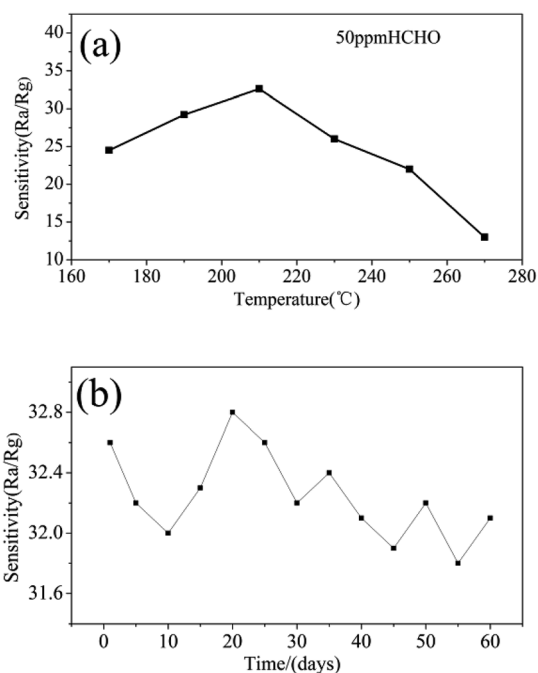 (a)
50ppmHCHO
Sensitivity(Ra/Rg)
40
35
30
25
20
15
10
160 180 200 220 240 260 280
Temperature(℃)
(b)
Sensitivity(Ra/Rg)
32.8
32.4
32.0
31.6
0 10 20 30 40 50 60
Time/(days)